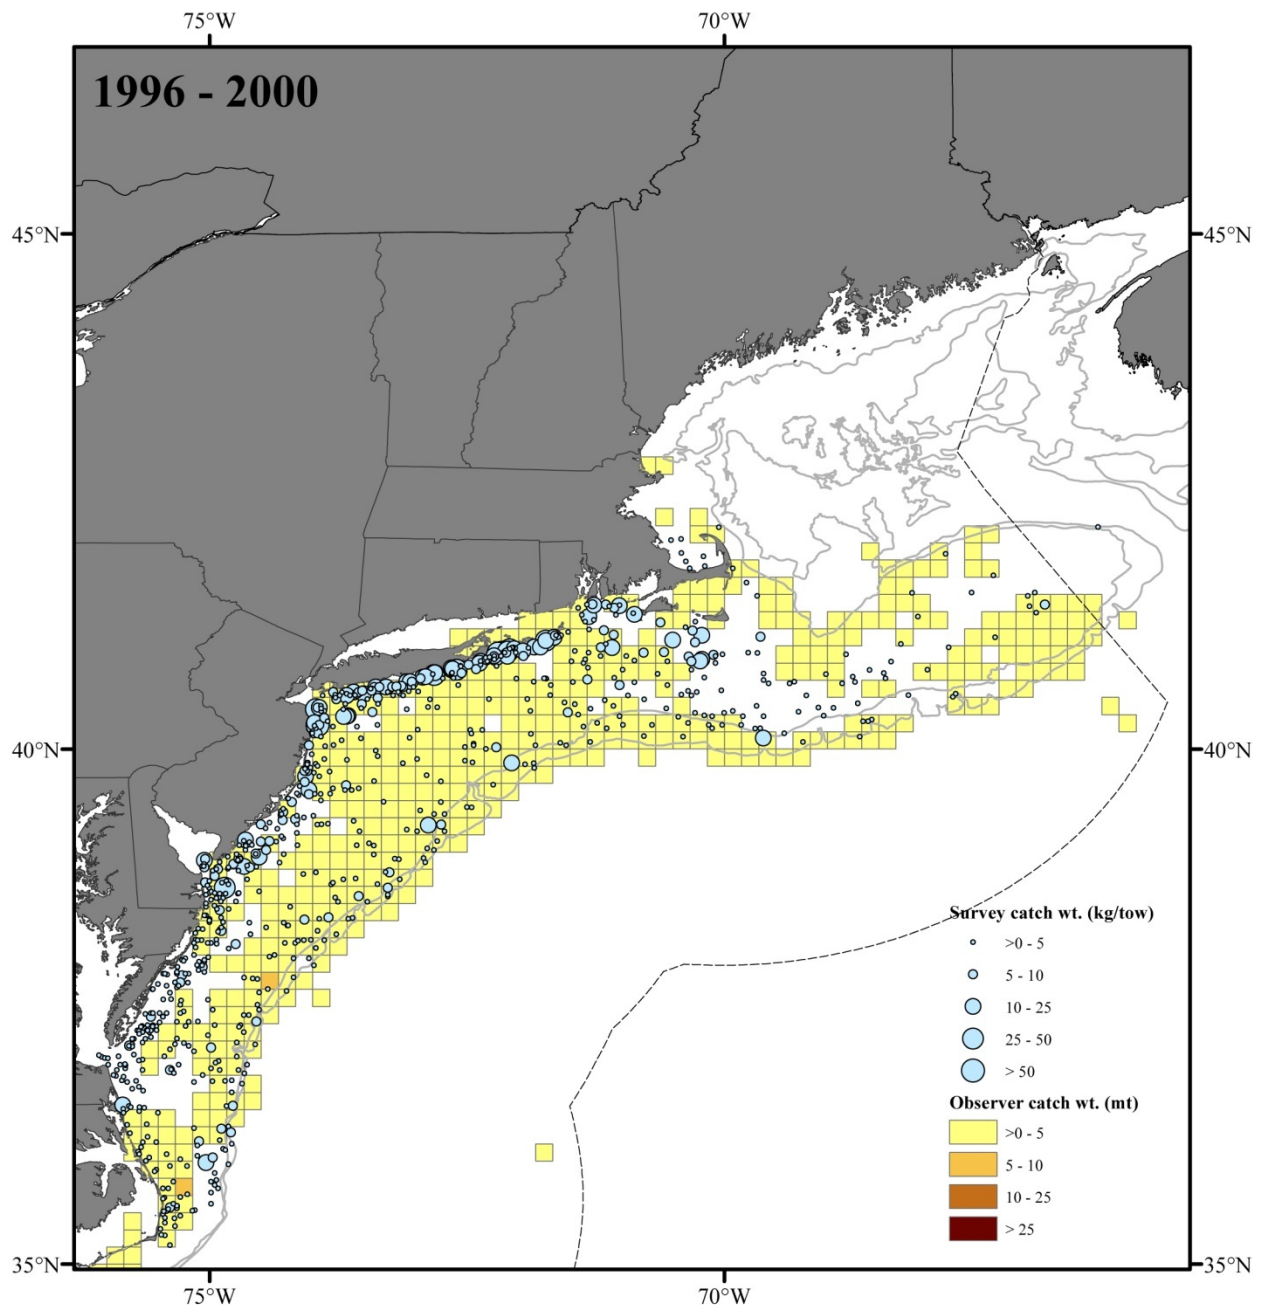 75°W 70°W
1996 - 2000
45°N 45°N
40°N 40°N
Survey catch wt. (kg/tow)
>0 - 5
5 - 10
10 - 25
25 - 50
> 50
Observer catch wt. (mt)
>0 - 5
5 - 10
10 - 25
> 25
35°N 35°N
75°W 70°W